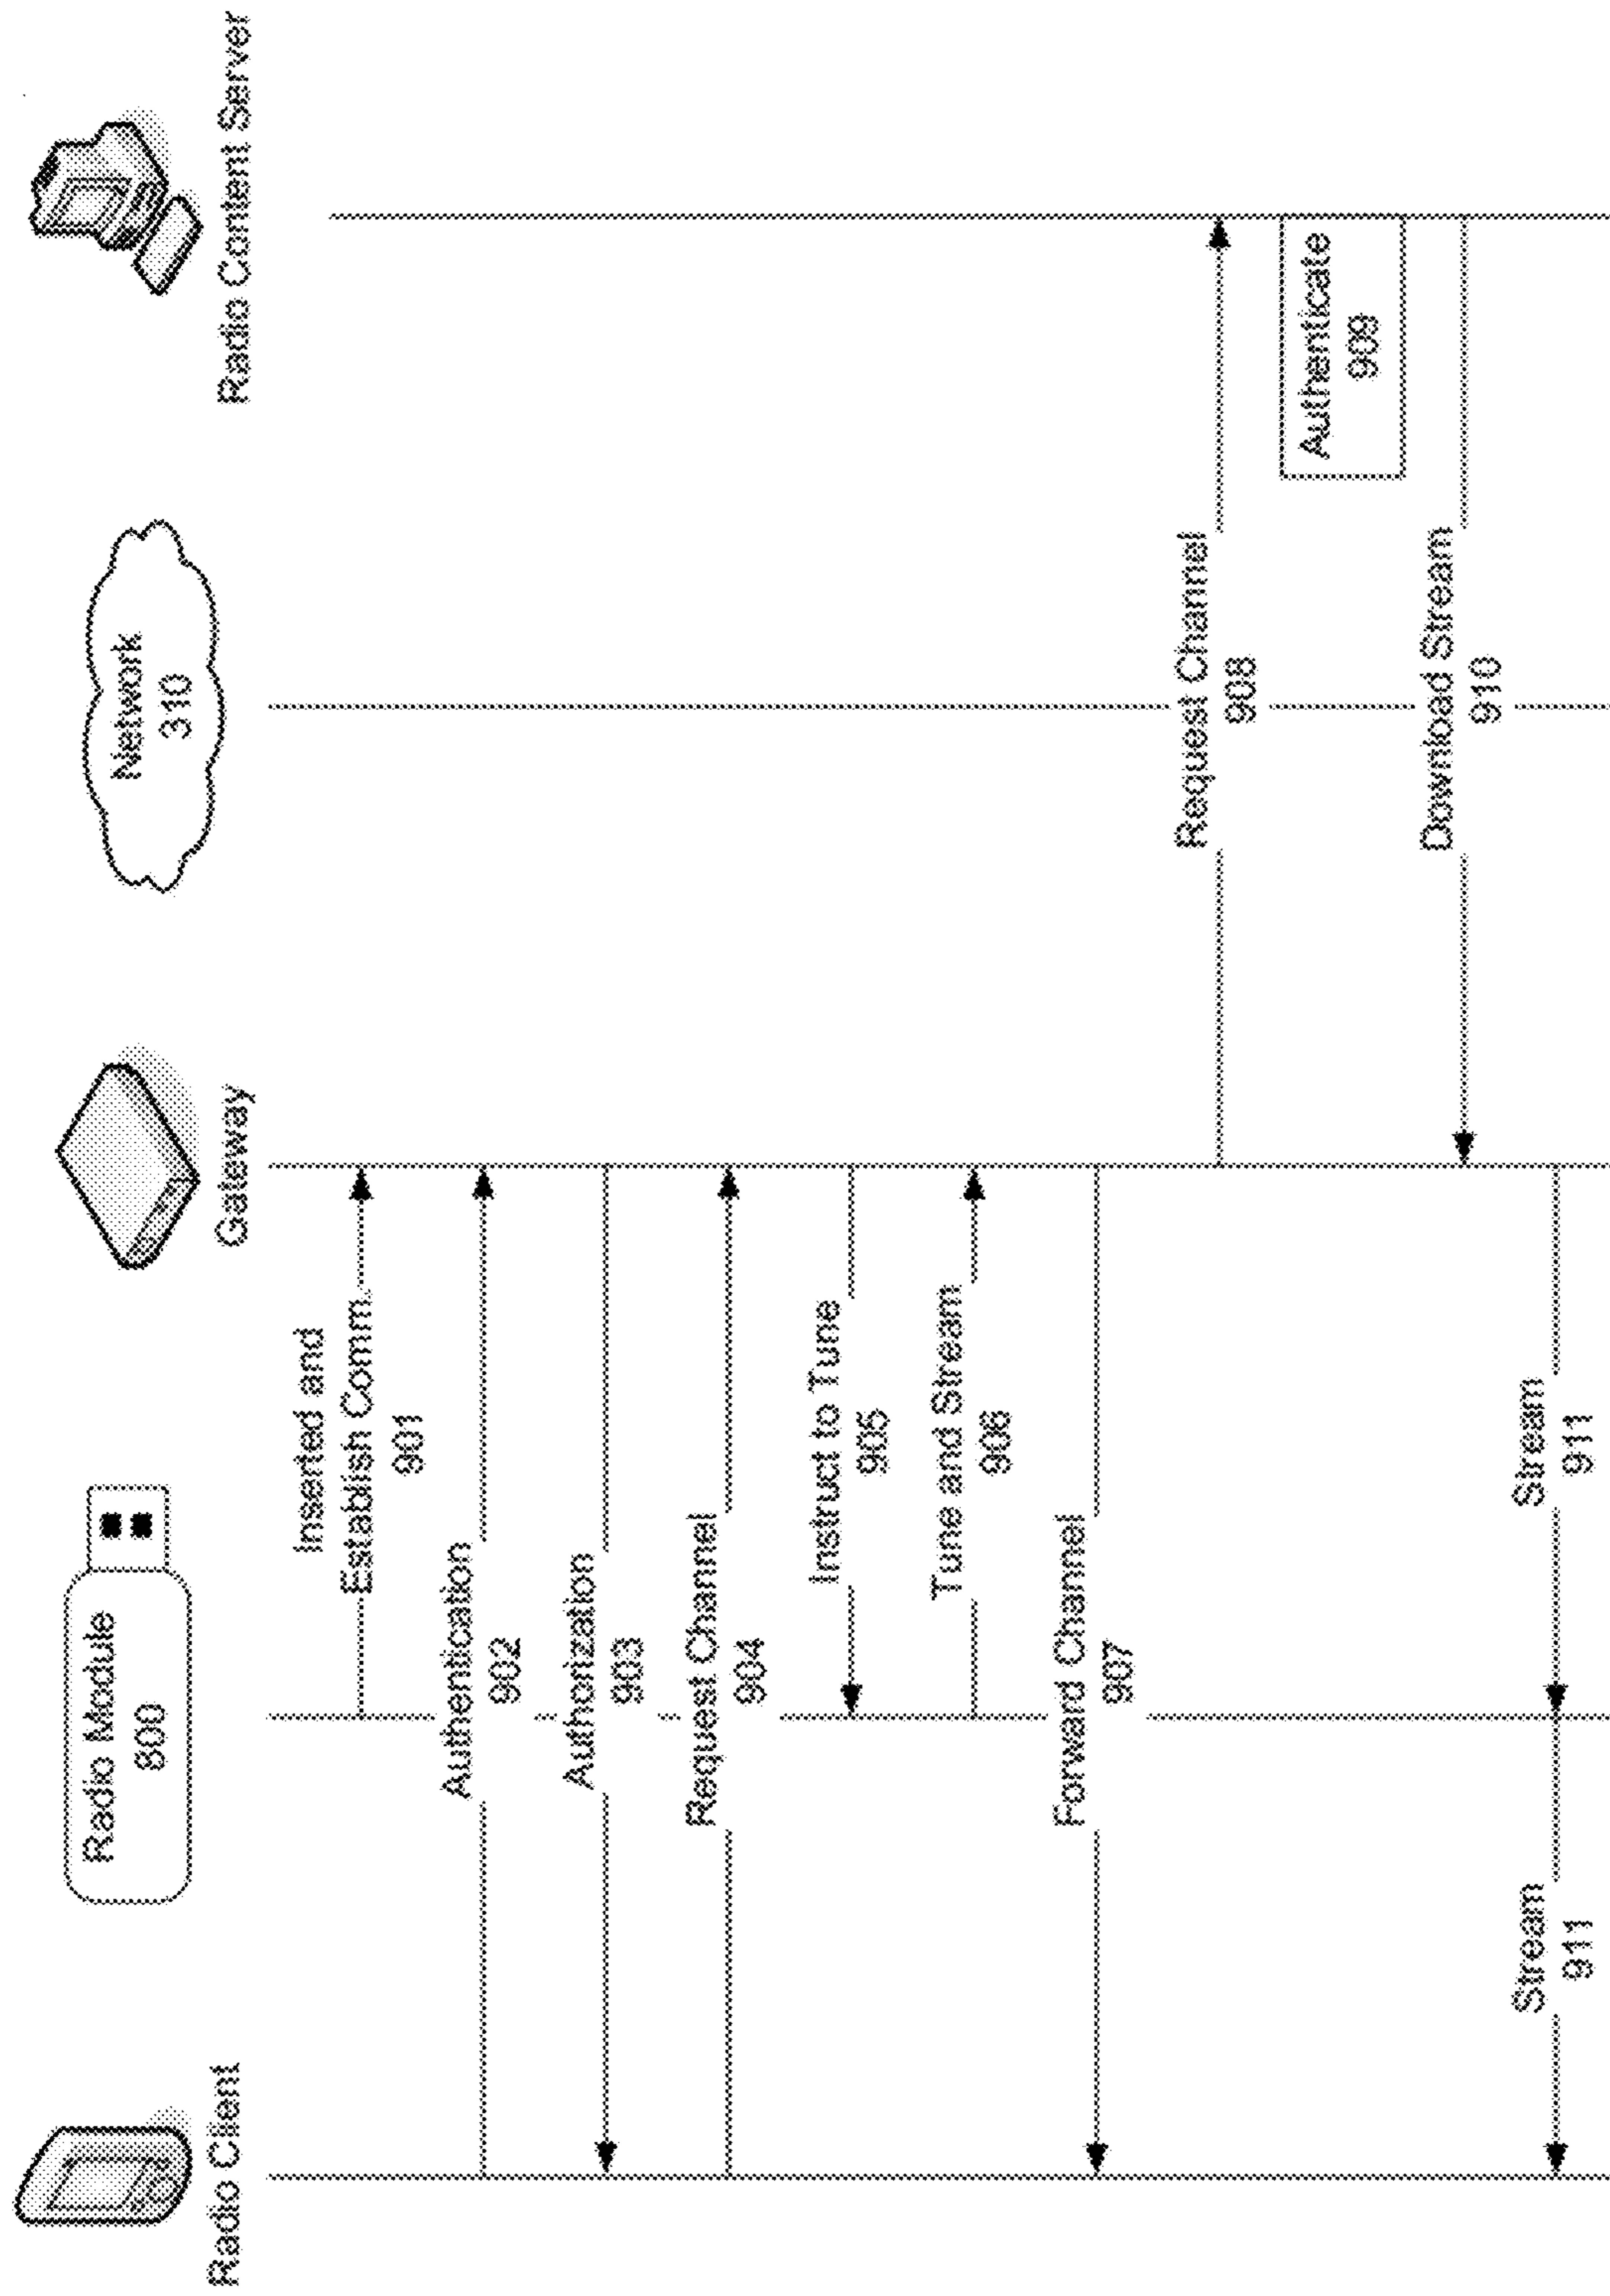 Radio Client
Radio Module
800
Gateway
Network
310
Radio Content Server
Inserted and
Establish Comm.
901
Authentication
902
Authorization
903
Request Channel
904
Instruct to Tune
905
Tune and Stream
906
Forward Channel
907
Request Channel
908
Authenticate
909
Download Stream
910
Stream
911
Stream
911